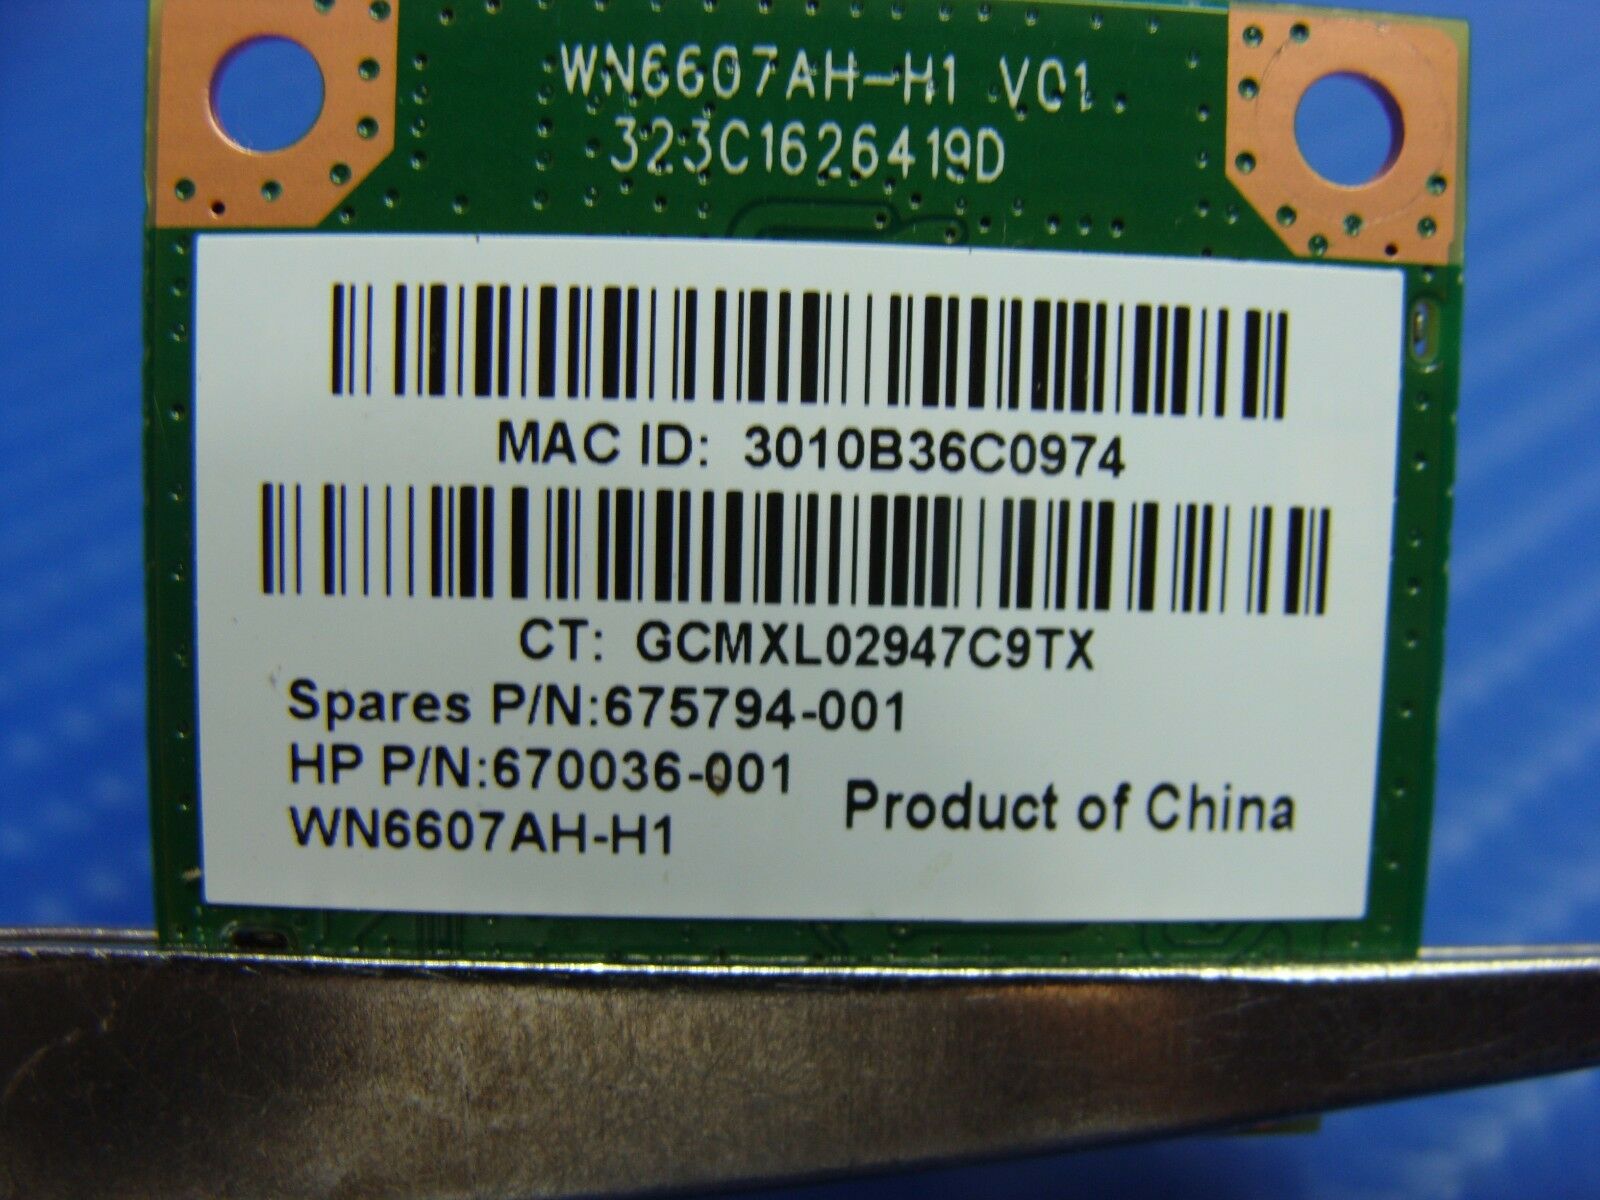 WN6607AH-H1 V01
323C1626419D
MAC ID: 3010B36C0974
CT: GCMXL02947C9TX
Spares P/N:675794-001
HP P/N:670036-001
WN6607AH-H1
Product of China